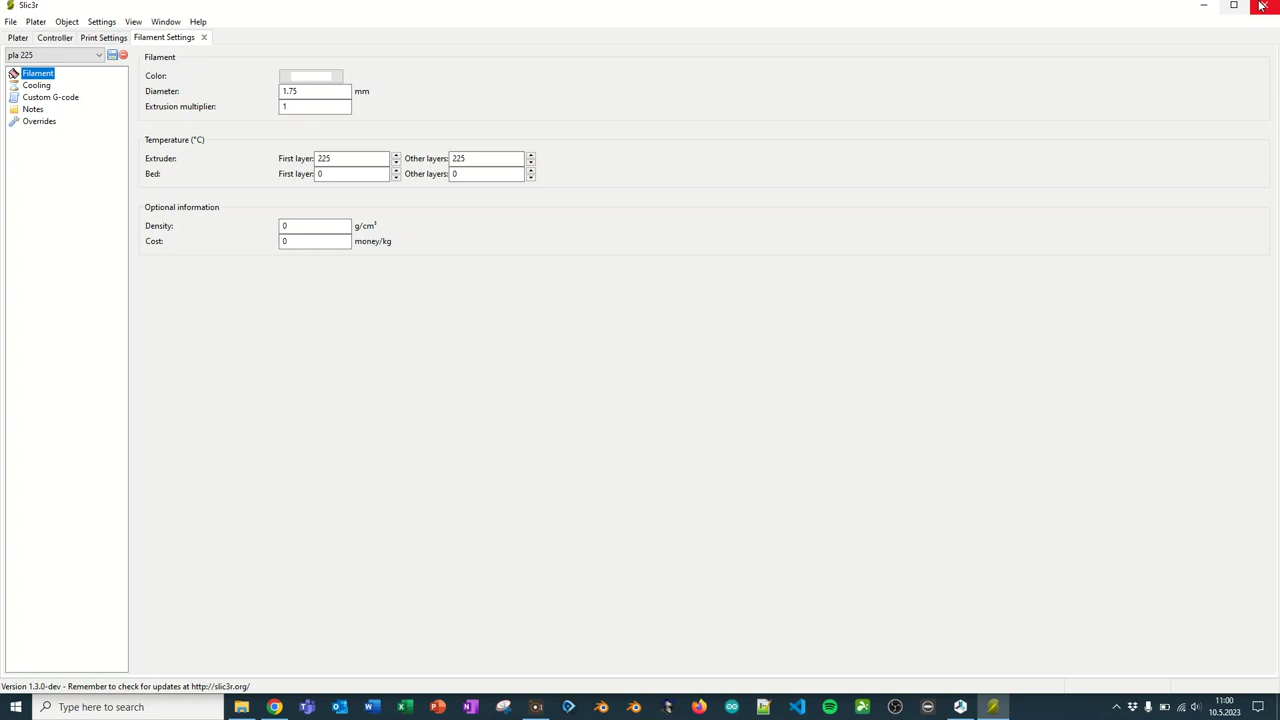 Slic3r
File Plater Object Settings View Window Help
Plater Controller Print Settings Filament Settings
pla 225
Filament
Cooling
Custom G-code
Notes
Overrides
Filament
Color:
Diameter: 1.75 mm
Extrusion multiplier: 1
Temperature (°C)
Extruder: First layer: 225 Other layers: 225
Bed: First layer: 0 Other layers: 0
Optional information
Density: 0 g/cm³
Cost: 0 money/kg
Version 1.3.0-dev - Remember to check for updates at http://slic3r.org/
Type here to search
11:00
10.5.2023